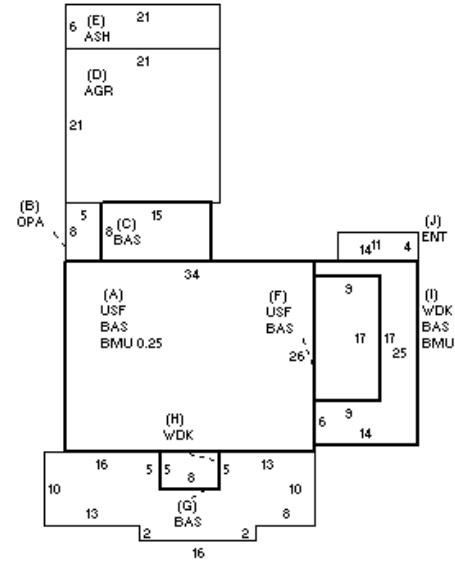 21
6 (E)
ASH
21
(D)
AGR
21
(B)
OPA
5
8
15
8 (C)
BAS
(J)
ENT
14 11 4
34
(A)
USF
BAS
BMU 0.25
(F)
USF
BAS
26
9
17
17
25
(I)
WDK
BAS
BMU
9
6
14
(H)
WDK
16
5
5
8
5
13
10
10
(G)
BAS
13
8
2
2
16